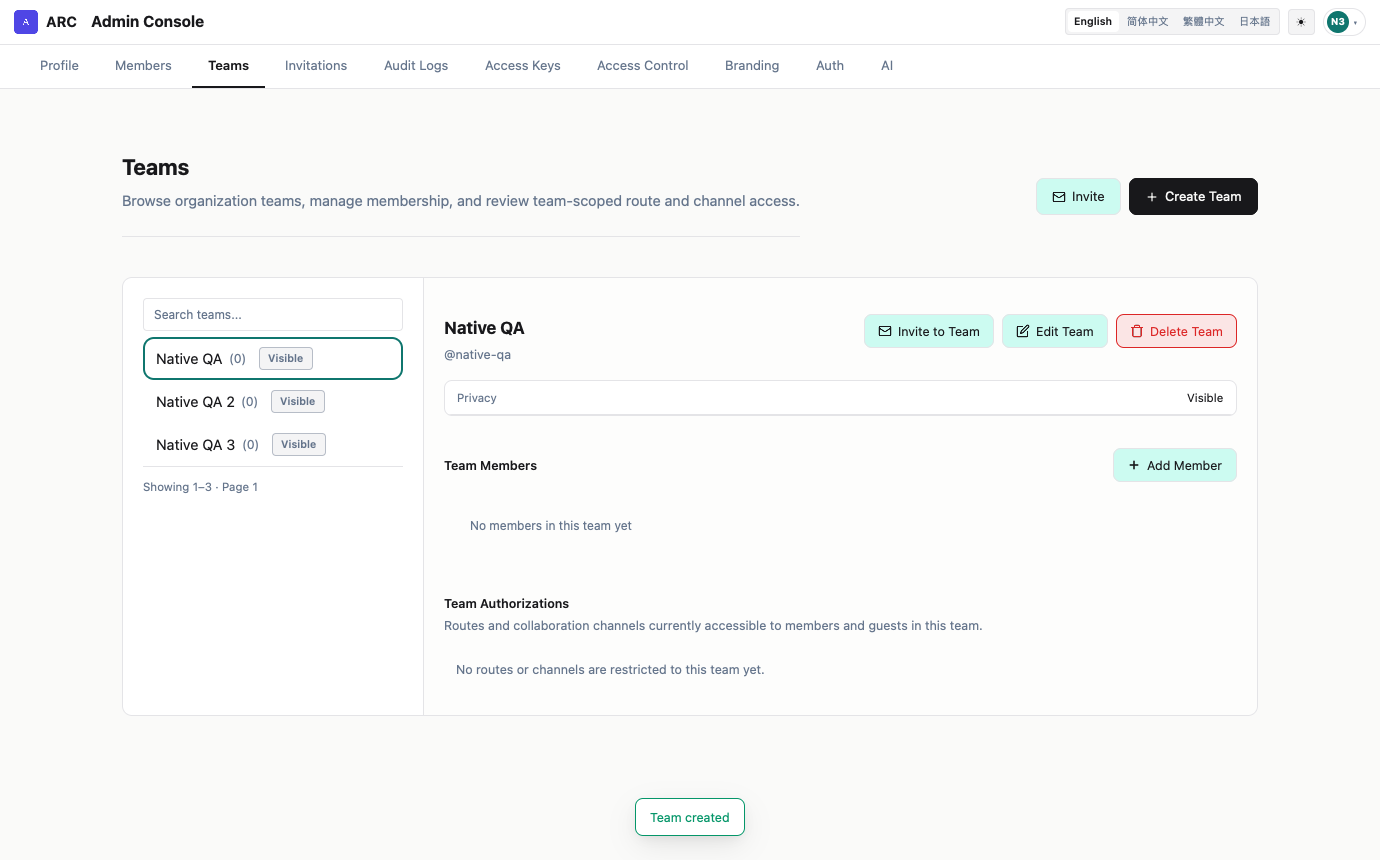 A ARC Admin Console
English 简体中文 繁體中文 日本語 N3
Profile Members Teams Invitations Audit Logs Access Keys Access Control Branding Auth AI
Teams
Browse organization teams, manage membership, and review team-scoped route and channel access.
Invite
+ Create Team
Search teams...
Native QA (0) Visible
Native QA 2 (0) Visible
Native QA 3 (0) Visible
Showing 1–3 · Page 1
Native QA
@native-qa
Invite to Team
Edit Team
Delete Team
Privacy Visible
Team Members
+ Add Member
No members in this team yet
Team Authorizations
Routes and collaboration channels currently accessible to members and guests in this team.
No routes or channels are restricted to this team yet.
Team created